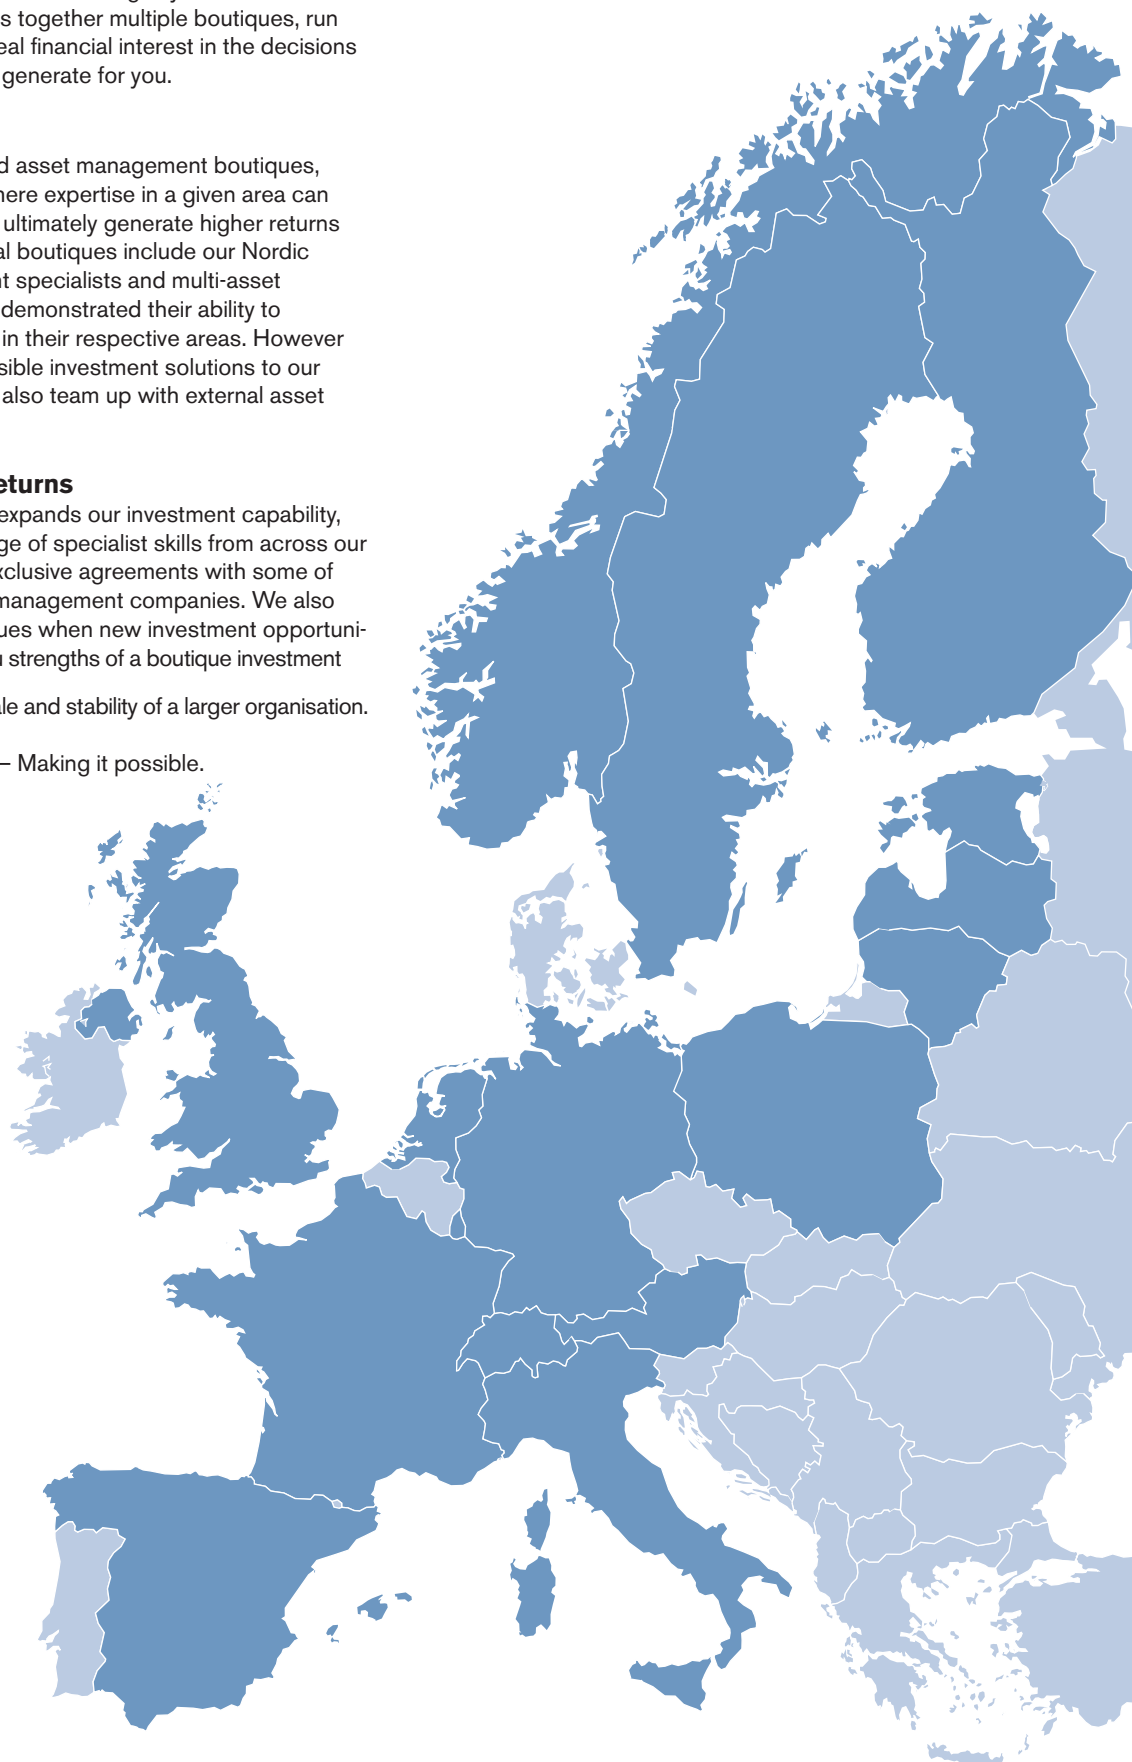 s together multiple boutiques, run
eal financial interest in the decisions
generate for you.
d asset management boutiques,
here expertise in a given area can
ultimately generate higher returns
al boutiques include our Nordic
nt specialists and multi-asset
demonstrated their ability to
in their respective areas. However
sible investment solutions to our
also team up with external asset
eturns
expands our investment capability,
ge of specialist skills from across our
xclusive agreements with some of
management companies. We also
ues when new investment opportuni-
u strengths of a boutique investment
ale and stability of a larger organisation.
– Making it possible.